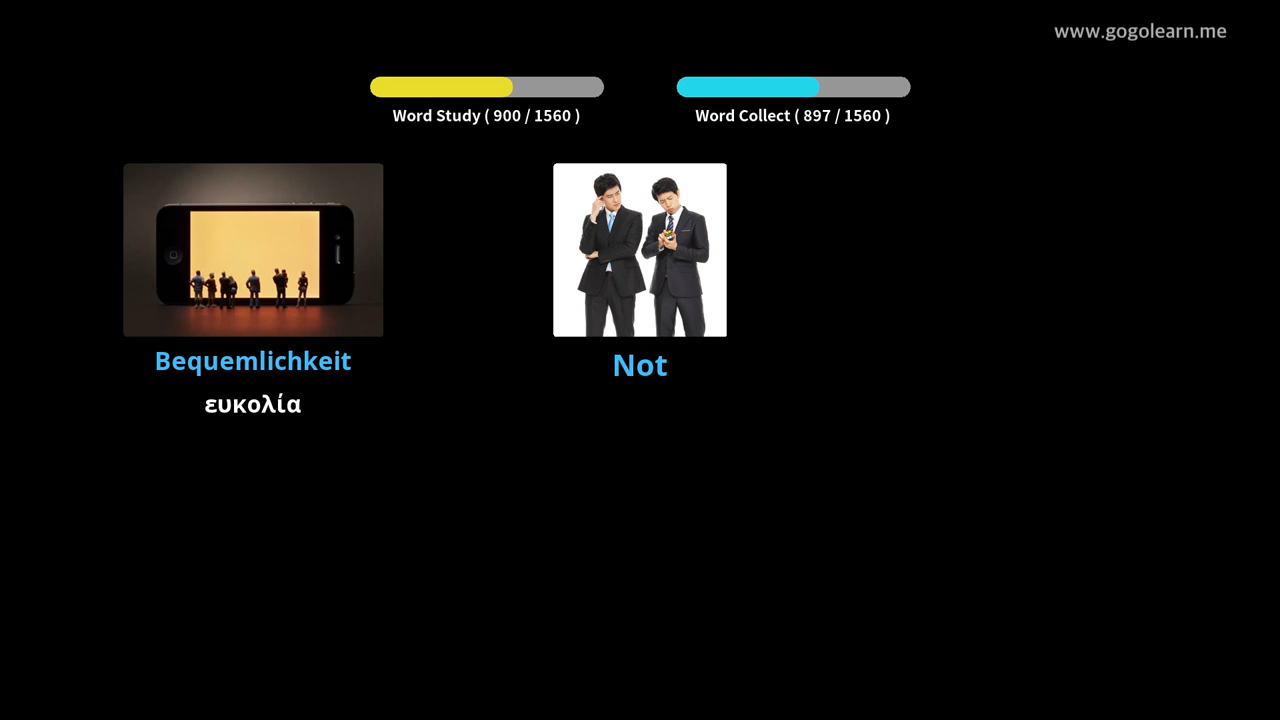 www.gogolearn.me
Word Study ( 900 / 1560 )
Word Collect ( 897 / 1560 )
Bequemlichkeit
ευκολία
Not